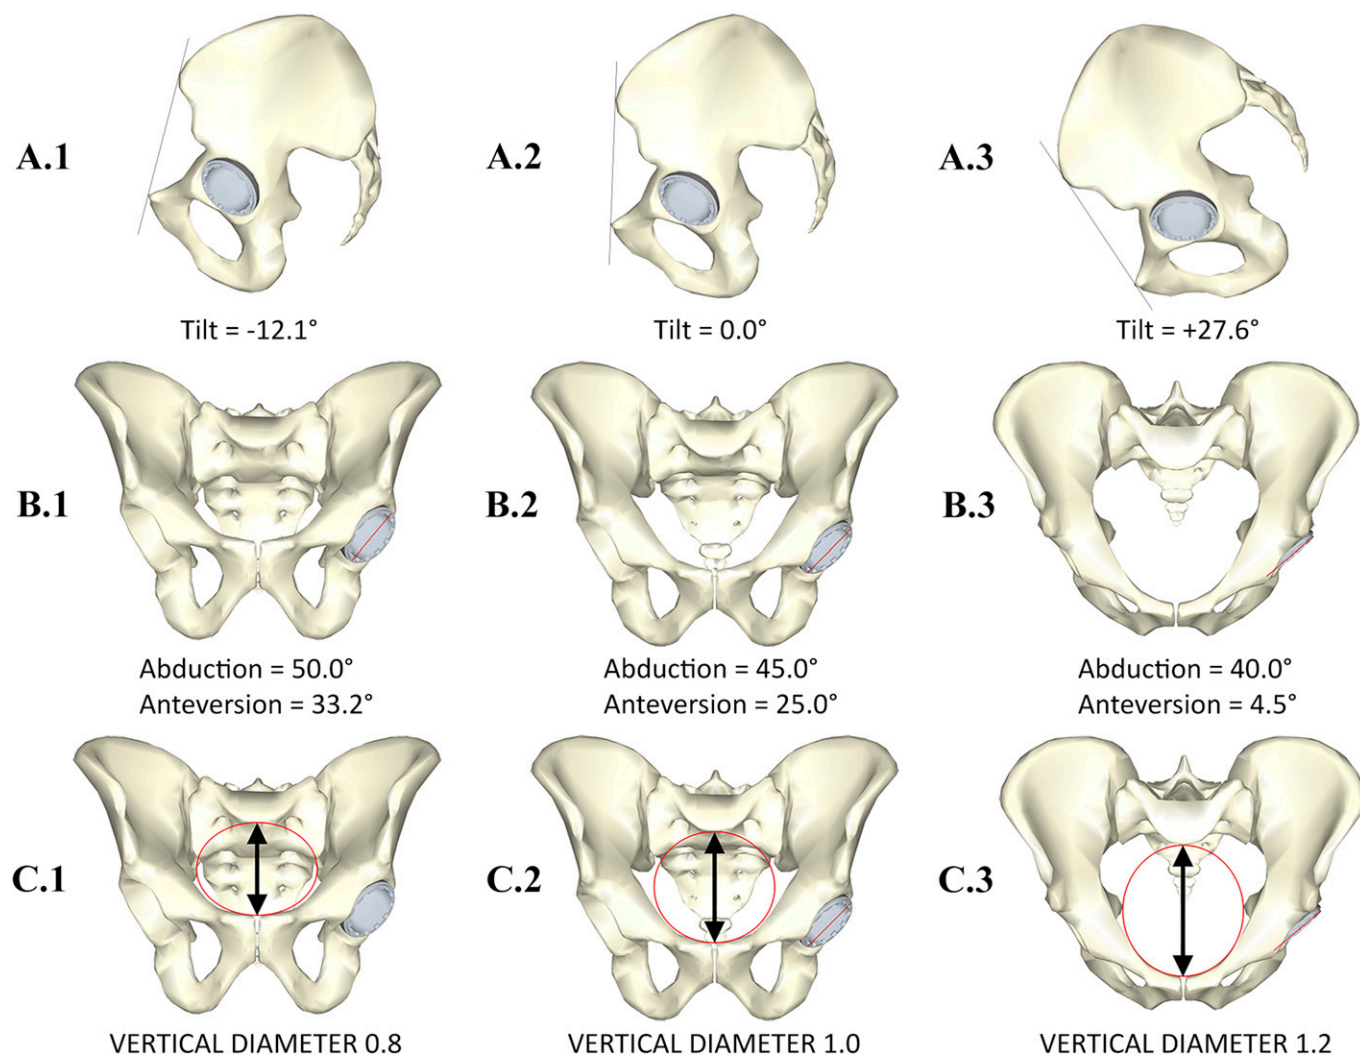 A.1
A.2
A.3
Tilt = -12.1°
Tilt = 0.0°
Tilt = +27.6°
B.1
B.2
B.3
Abduction = 50.0°
Anteversion = 33.2°
Abduction = 45.0°
Anteversion = 25.0°
Abduction = 40.0°
Anteversion = 4.5°
C.1
C.2
C.3
VERTICAL DIAMETER 0.8
VERTICAL DIAMETER 1.0
VERTICAL DIAMETER 1.2